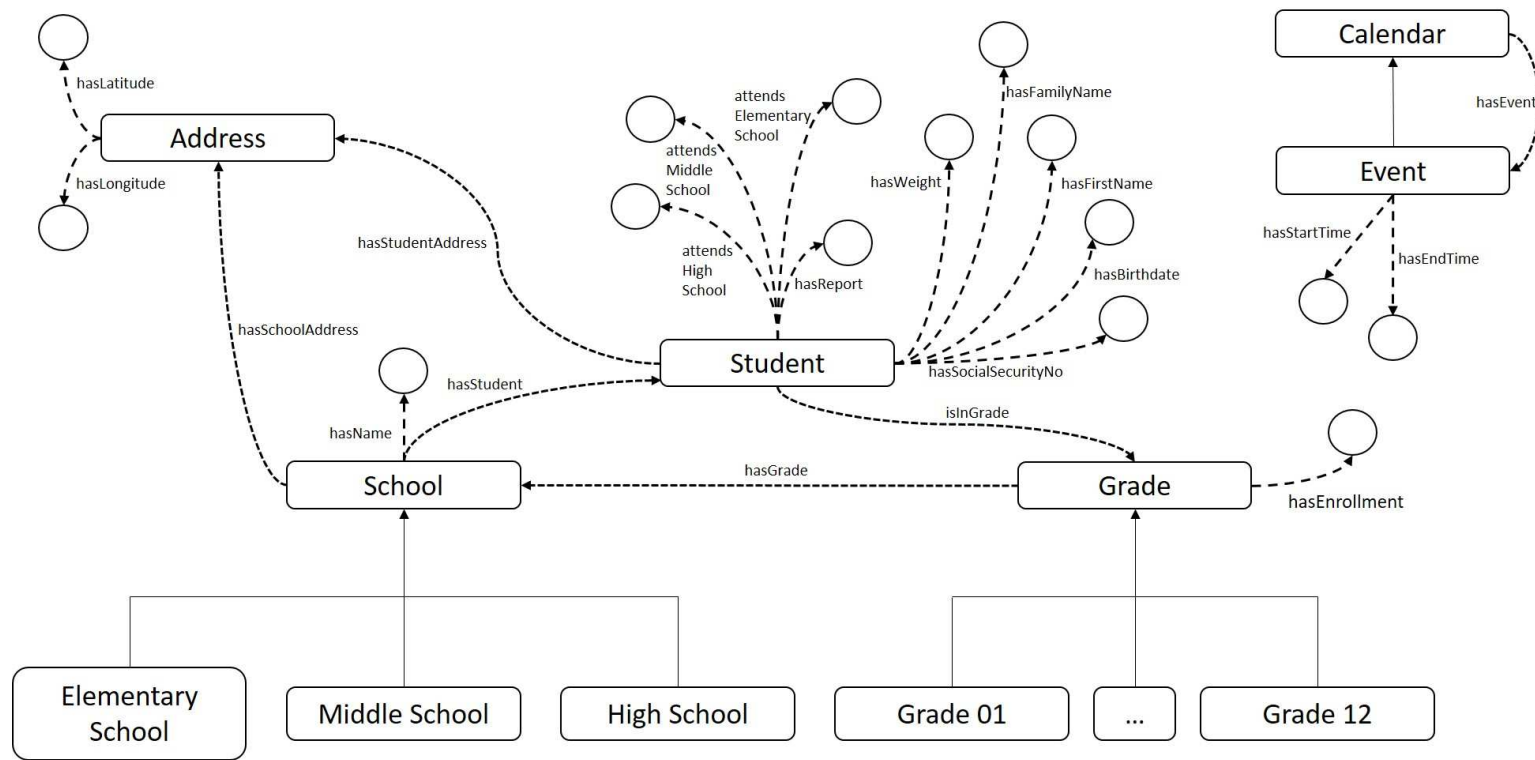 Calendar
hasLatitude
hasFamilyName
attends
Elementary
School
hasEvent
Address
attends
Middle
School
Event
hasLongitude
hasWeight
hasFirstName
hasStudentAddress
hasStartTime
attends
High
School
hasReport
hasBirthdate
hasEndTime
hasSchoolAddress
Student
hasStudent
hasSocialSecurityNo
hasName
isInGrade
School
hasGrade
Grade
hasEnrollment
Elementary
School
Middle School
High School
Grade 01
...
Grade 12